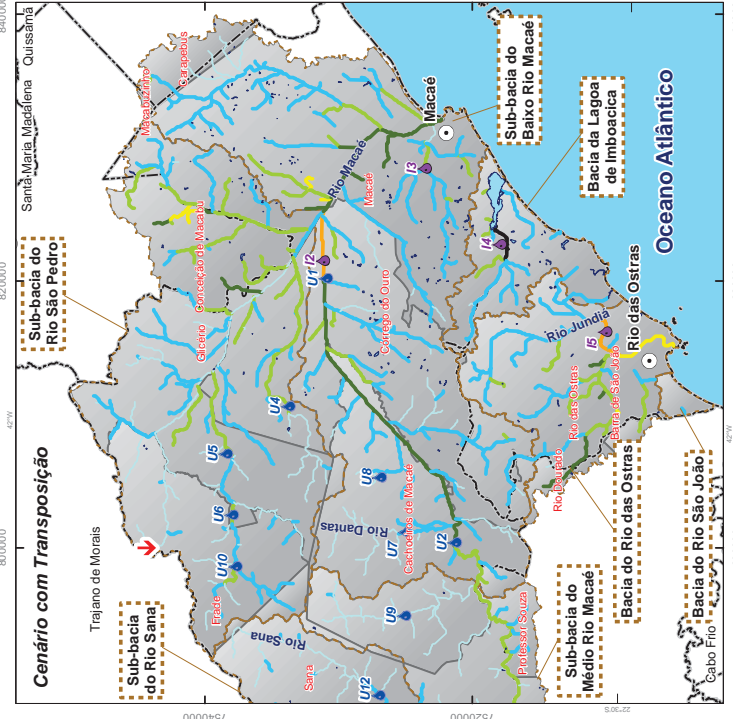 Cenário com Transposição
Trajano de Morais
Santa Maria Madalena
Quissamã
Carapebus
Macabuzinho
Conceição de Macabu
Glicério
Sub-bacia do
Rio São Pedro
Sub-bacia
do Rio Sana
Frade
Rio Sana
Sana
U10
U6
U5
U4
U1
I2
U8
U7
U2
U9
U12
Rio Dantas
Cachoeiros de Macaé
Córrego do Ouro
Rio Macaé
Macaé
Macaé
I3
I4
I5
Sub-bacia do
Baixo Rio Macaé
Bacia da Lagoa
de Imboacica
Oceano Atlântico
Rio Jundiá
Rio das Ostras
Rio das Ostras
Barra de São João
Rio Dourado
Professor Souza
Sub-bacia do
Médio Rio Macaé
Bacia do Rio das Ostras
Bacia do Rio São João
Cabo Frio
840000
820000
800000
7540000
7520000
42°W
42°W
22°30'S